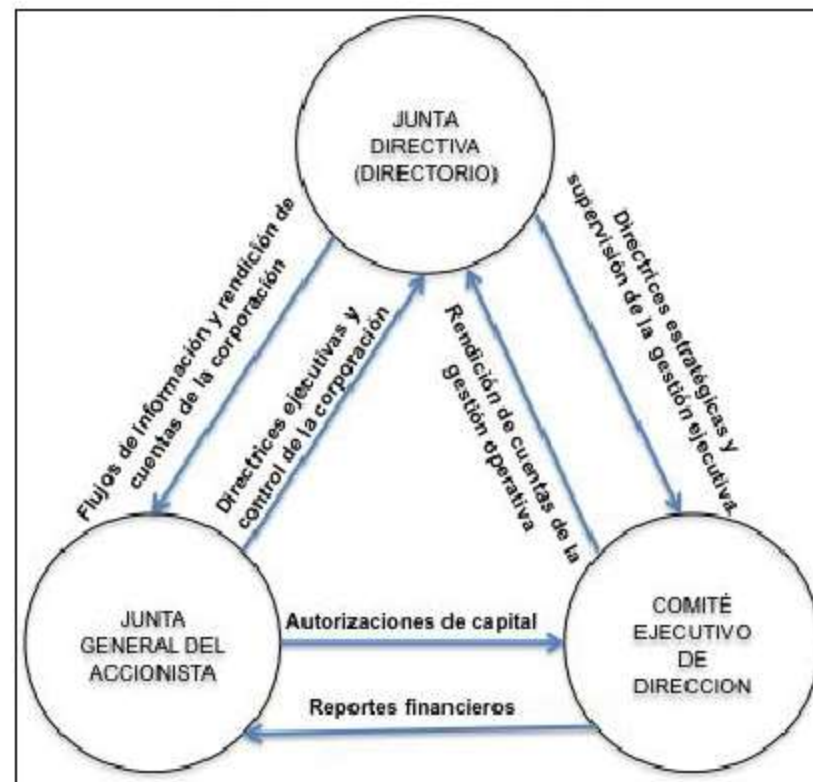 JUNTA
DIRECTIVA
(DIRECTORIO)
Flujos de información y rendición de
cuentas de la corporación
Directrices ejecutivas y
control de la corporación
Rendición de cuentas de la
gestión operativa
Directrices estratégicas y
supervisión de la gestión ejecutiva
JUNTA
GENERAL DEL
ACCIONISTA
Autorizaciones de capital
Reportes financieros
COMITÉ
EJECUTIVO
DE
DIRECCION